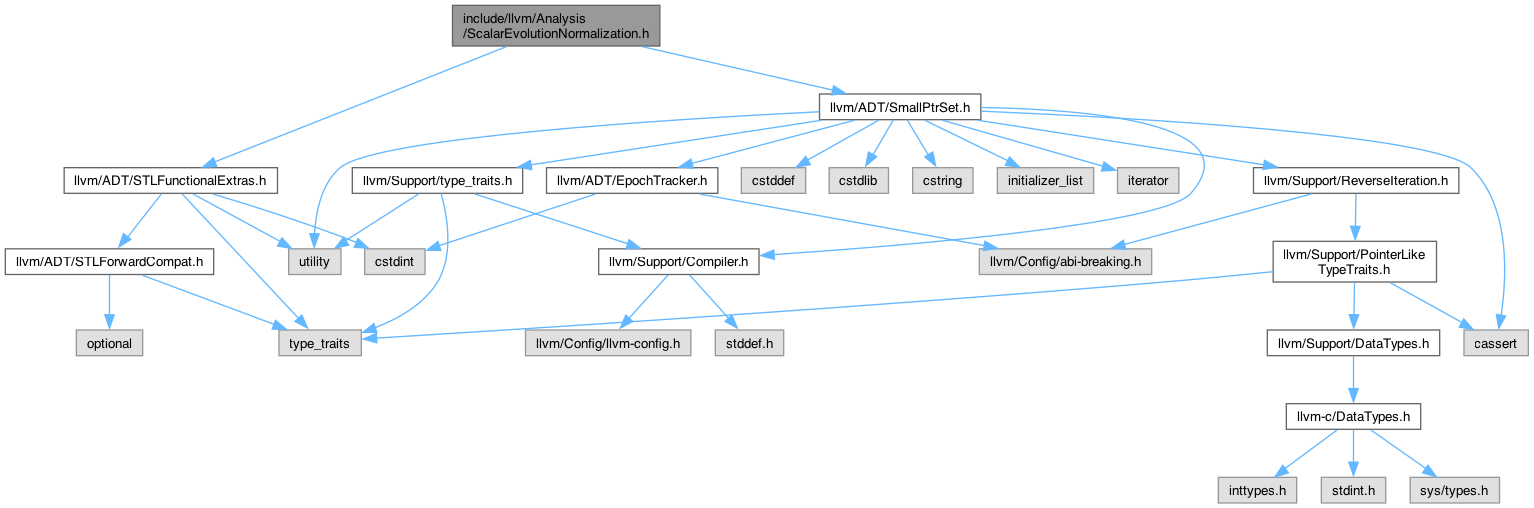 include/llvm/Analysis
/ScalarEvolutionNormalization.h
llvm/ADT/SmallPtrSet.h
llvm/ADT/STLFunctionalExtras.h
llvm/Support/type_traits.h
llvm/ADT/EpochTracker.h
cstddef
cstdlib
cstring
initializer_list
iterator
llvm/Support/ReverseIteration.h
llvm/ADT/STLForwardCompat.h
utility
cstdint
llvm/Support/Compiler.h
llvm/Config/abi-breaking.h
llvm/Support/PointerLike
TypeTraits.h
optional
type_traits
llvm/Config/llvm-config.h
stddef.h
llvm/Support/DataTypes.h
cassert
llvm-c/DataTypes.h
inttypes.h
stdint.h
sys/types.h